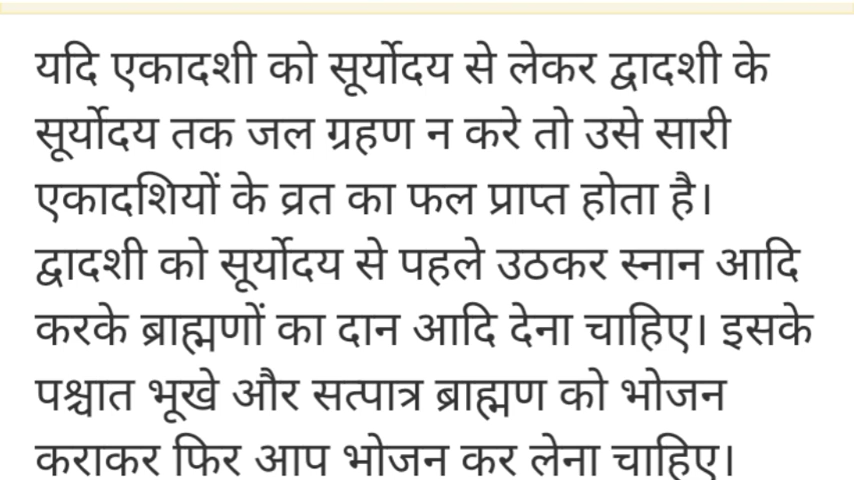 यदि एकादशी को सूर्योदय से लेकर द्वादशी के
सूर्योदय तक जल ग्रहण न करे तो उसे सारी
एकादशियों के व्रत का फल प्राप्त होता है।
द्वादशी को सूर्योदय से पहले उठकर स्नान आदि
करके ब्राह्मणों का दान आदि देना चाहिए। इसके
पश्चात भूखे और सत्पात्र ब्राह्मण को भोजन
कराकर फिर आप भोजन कर लेना चाहिए।